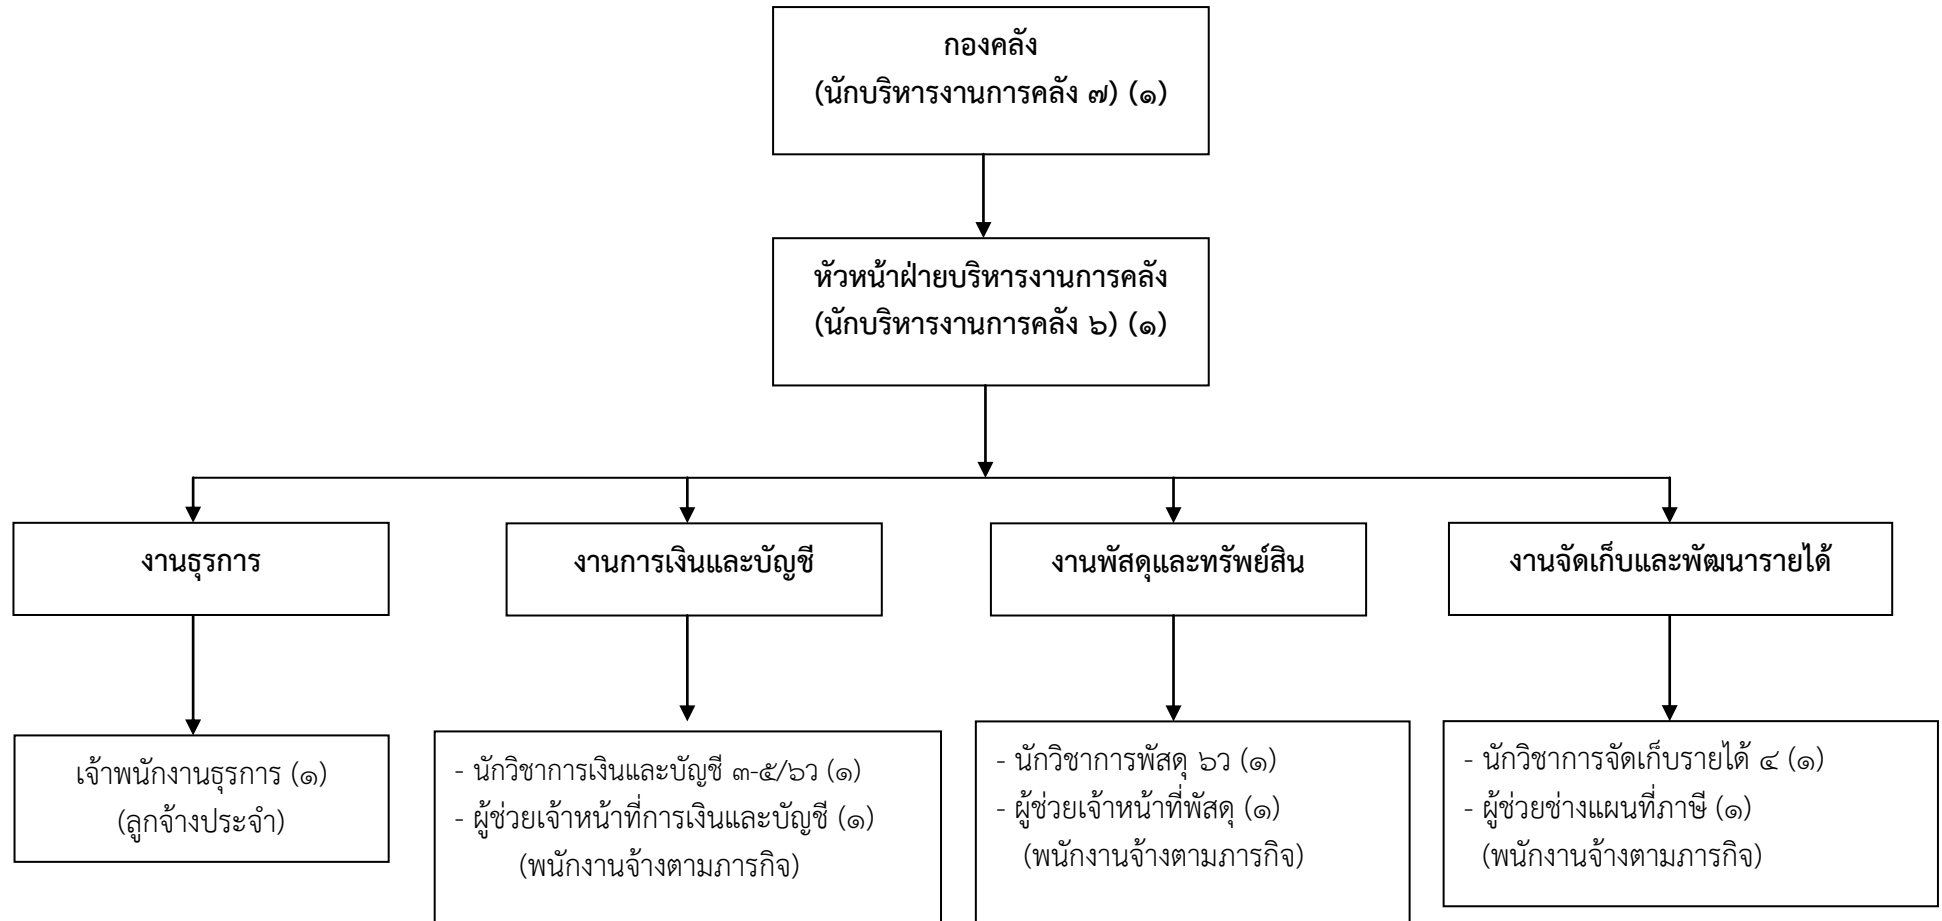 กองคลัง
(นักบริหารงานการคลัง ๗) (๑)
หัวหน้าฝ่ายบริหารงานการคลัง
(นักบริหารงานการคลัง ๖) (๑)
งานธุรการ
งานการเงินและบัญชี
งานพัสดุและทรัพย์สิน
งานจัดเก็บและพัฒนารายได้
เจ้าพนักงานธุรการ (๑)
(ลูกจ้างประจำ)
- นักวิชาการเงินและบัญชี ๓-๕/๖ว (๑)
- ผู้ช่วยเจ้าหน้าที่การเงินและบัญชี (๑)
(พนักงานจ้างตามภารกิจ)
- นักวิชาการพัสดุ ๖ว (๑)
- ผู้ช่วยเจ้าหน้าที่พัสดุ (๑)
(พนักงานจ้างตามภารกิจ)
- นักวิชาการจัดเก็บรายได้ ๔ (๑)
- ผู้ช่วยช่างแผนที่ภาษี (๑)
(พนักงานจ้างตามภารกิจ)